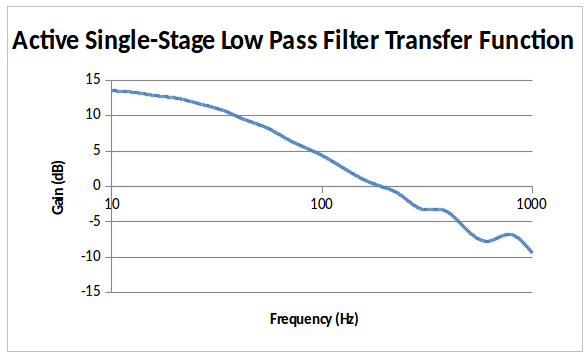 Active Single-Stage Low Pass Filter Transfer Function
15
10
5
0
10 100 1000
-5
-10
-15
Gain (dB)
Frequency (Hz)